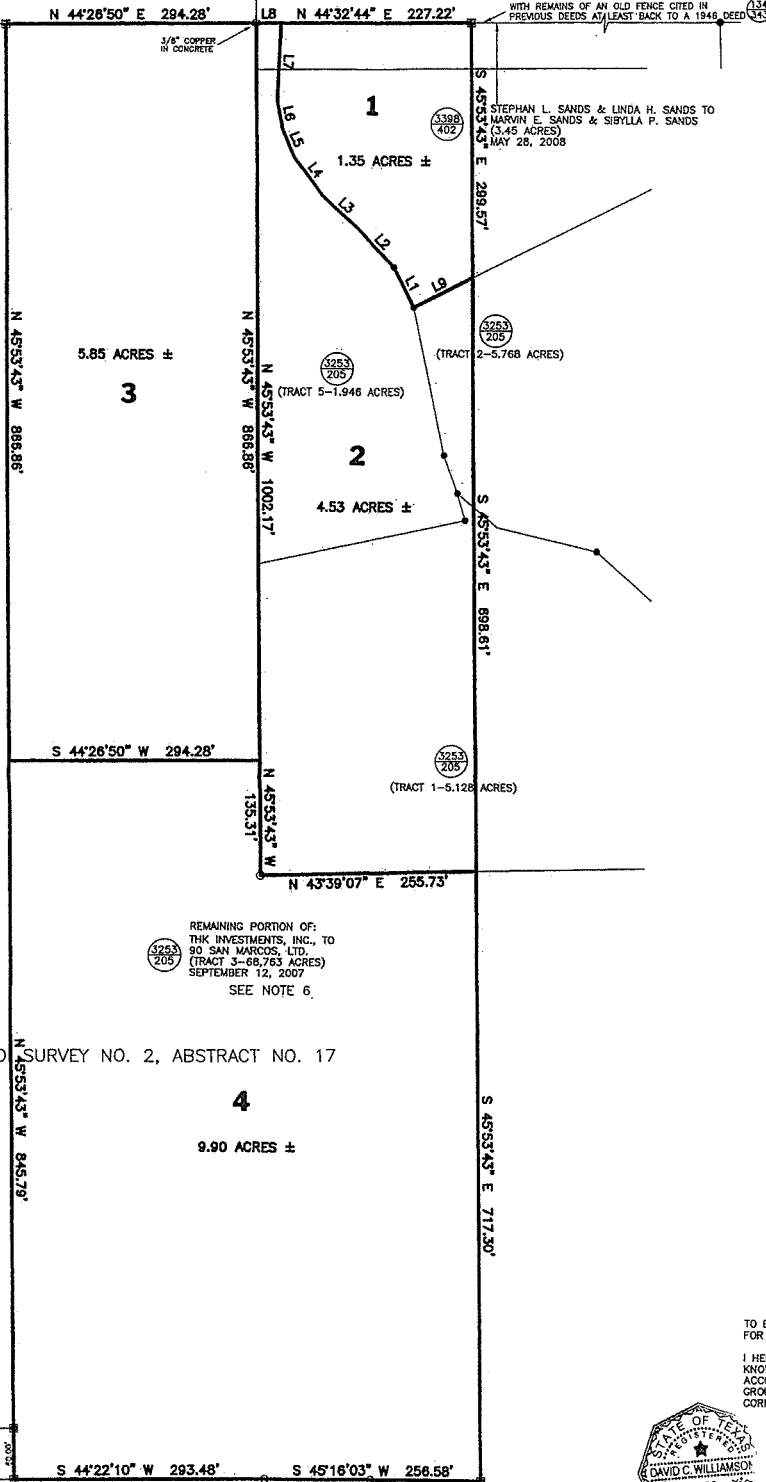 N 44°26'50" E 294.28'
L8
N 44°32'44" E 227.22'
WITH REMAINS OF AN OLD FENCE CITED IN
PREVIOUS DEEDS AT LEAST BACK TO A 1946 DEED
3/8" COPPER
IN CONCRETE
L7
1
S 45°53'43" E 299.57'
3398
402
STEPHAN L. SANDS & LINDA H. SANDS TO
MARVIN E. SANDS & SIBYLLA P. SANDS
(3.45 ACRES)
MAY 28, 2008
1.35 ACRES ±
L6
L5
L4
L3
L2
L1
L9
N 45°53'43" W 866.86'
5.85 ACRES ±
3
N 45°53'43" W 866.86'
N 45°53'43" W 1002.17'
3253
205
(TRACT 5-1.946 ACRES)
3253
205
(TRACT 2-5.768 ACRES)
2
4.53 ACRES ±
S 45°53'43" E 698.61'
S 44°26'50" W 294.28'
N 45°53'43" W
135.31'
3253
205
(TRACT 1-5.128 ACRES)
N 43°39'07" E 255.73'
3253
205
REMAINING PORTION OF:
THK INVESTMENTS, INC., TO
90 SAN MARCOS, LTD.
(TRACT 3-68,763 ACRES)
SEPTEMBER 12, 2007
SEE NOTE 6
SURVEY NO. 2, ABSTRACT NO. 17
4
9.90 ACRES ±
N 45°53'43" W 845.79'
S 45°53'43" E 717.30'
S 44°22'10" W 293.48'
S 45°16'03" W 256.58'
TO
FOR
I
STATE OF TEXAS
REGISTERED
DAVID C. WILLIAMSON